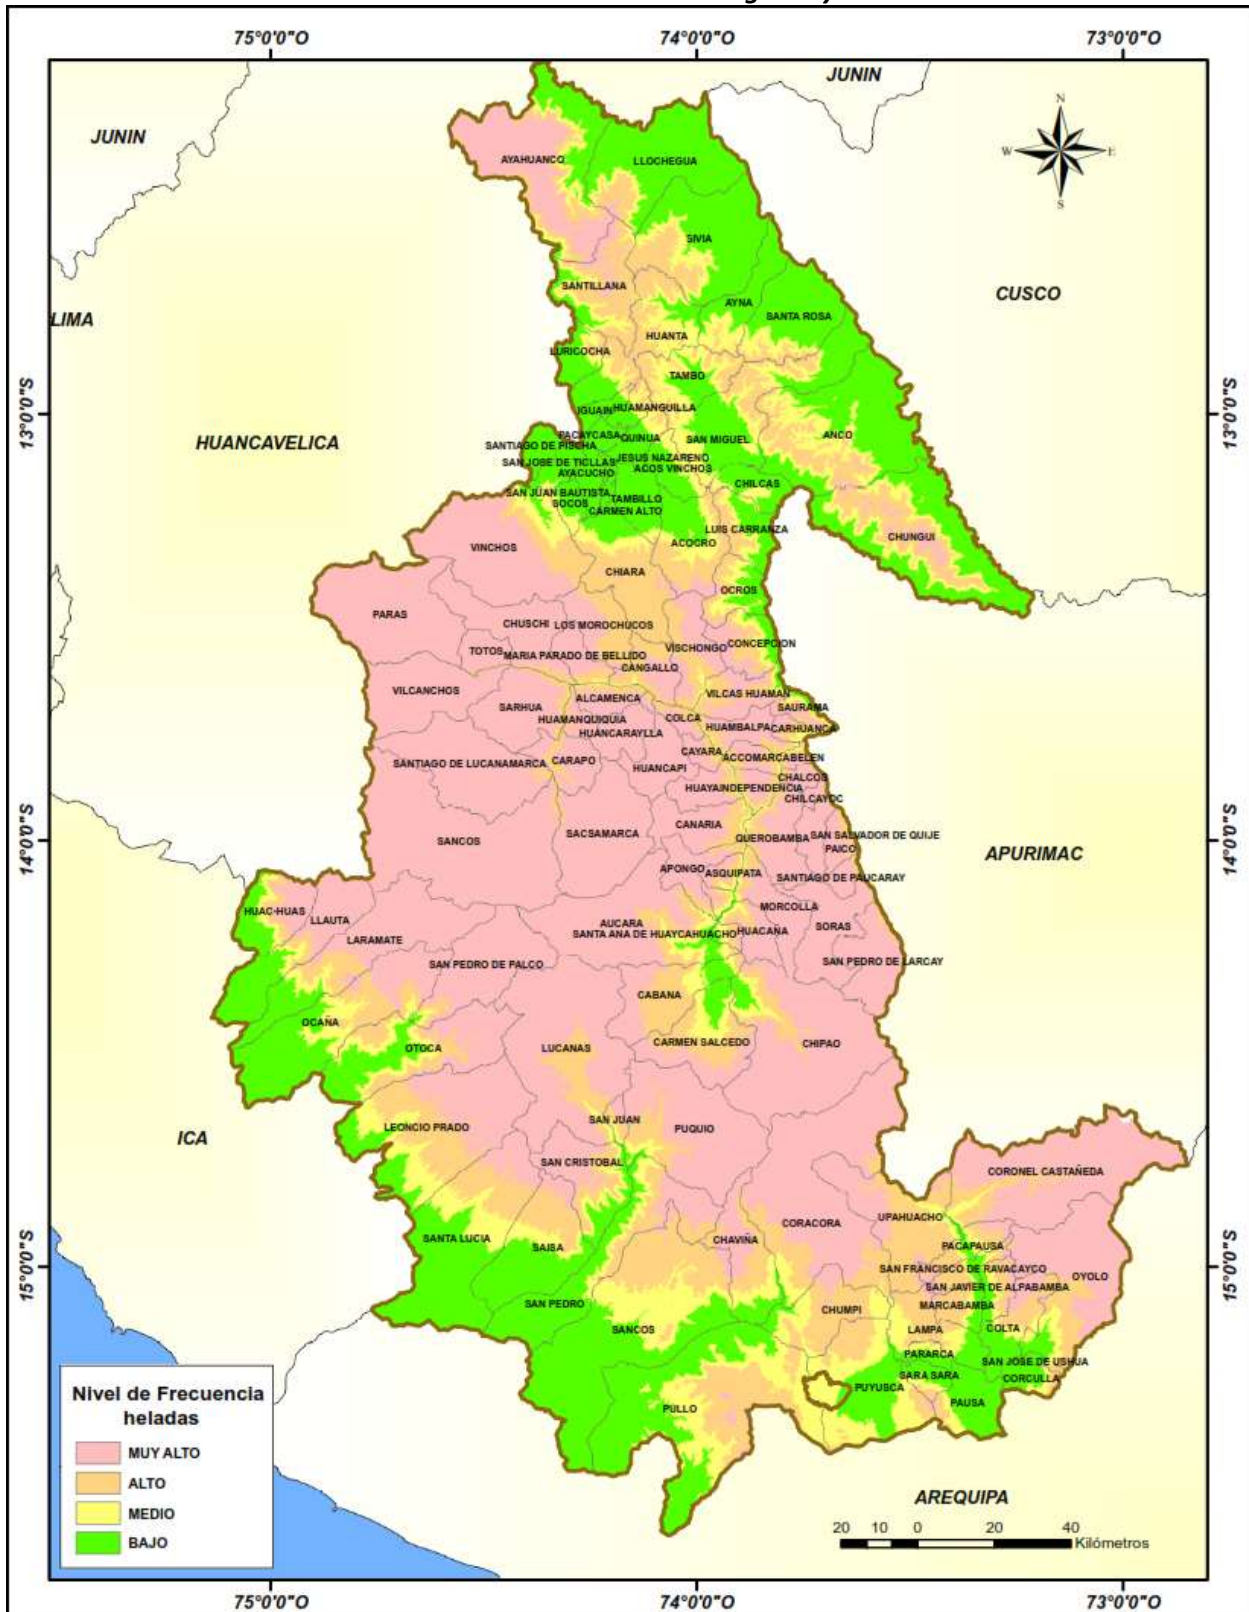 75°0'0"O
74°0'0"O
73°0'0"O
JUNIN
JUNIN
N
W
E
S
AYAHUANCO
LLOCHEGUA
SIVIA
SANTILLANA
CUSCO
AYNA
SANTA ROSA
LIMA
HUANTA
LURICOCHA
TAMBO
13°0'0"S
13°0'0"S
IGUAIN
HUAMANGUILLA
HUANCAVELICA
PACAYCASA
QUINUA
SAN MIGUEL
ANCO
SANTIAGO DE PISCHA
JESUS NAZARENO
SAN JOSE DE TICLLAS
ACOS VINCHOS
AYACUCHO
CHILCAS
SAN JUAN BAUTISTA
TAMBILLO
SOCOS
CARMEN ALTO
LUIS CARRANZA
CHUNGUI
VINCHOS
ACOCRO
CHIARA
OCROS
PARAS
CHUSCHI
LOS MOROCHUCOS
VISCHONGO
CONCEPCION
TOTOS
MARIA PARADO DE BELLIDO
CANGALLO
VILCANCHOS
ALCAMENCA
VILCAS HUAMAN
SARHUA
SAURAMA
HUAMANQUIQUIA
COLCA
HUAMBALPA
CARHUANCA
HUANCARAYLLA
CAYARA
ACCOMARCA
BELEN
SANTIAGO DE LUCANAMARCA
CARAPO
HUANCAPI
CHALCOS
HUAYA
INDEPENDENCIA
CHILCAYOC
CANARIA
14°0'0"S
14°0'0"S
SANCOS
SACSAMARCA
QUEROBAMBA
SAN SALVADOR DE QUIJE
PAICO
APURIMAC
APONGO
ASQUIPATA
SANTIAGO DE PAUCARAY
HUAC-HUAS
LLAUTA
MORCOLLA
AUCARA
SORAS
SANTA ANA DE HUAYCAHUACHO
HUACAÑA
LARAMATE
SAN PEDRO DE PALCO
SAN PEDRO DE LARCAY
CABANA
OCAÑA
OTOCA
LUCANAS
CARMEN SALCEDO
CHIPAO
SAN JUAN
LEONCIO PRADO
PUQUIO
ICA
SAN CRISTOBAL
CORONEL CASTAÑEDA
UPAHUACHO
CORACORA
SANTA LUCIA
SAISA
CHAVIÑA
PACAPAUSA
15°0'0"S
15°0'0"S
SAN FRANCISCO DE RAVACAYCO
OYOLO
SAN JAVIER DE ALPABAMBA
SAN PEDRO
CHUMPI
MARCABAMBA
SANCOS
LAMPA
COLTA
PARARCA
SAN JOSE DE USHUA
SARA SARA
CORCULLA
PUYUSCA
PAUSA
PULLO
Nivel de Frecuencia
heladas
MUY ALTO
ALTO
MEDIO
BAJO
AREQUIPA
20 10 0 20 40
Kilómetros
75°0'0"O
74°0'0"O
73°0'0"O